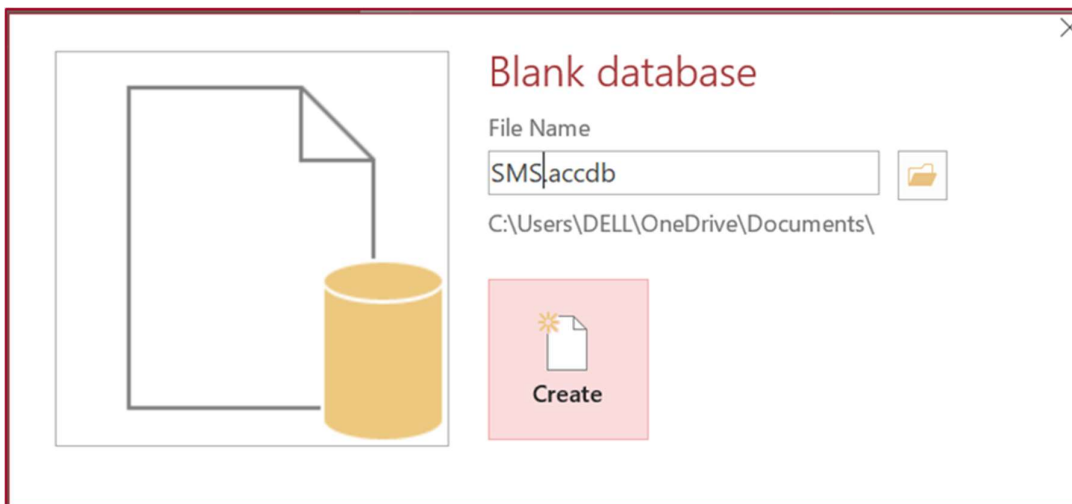 Blank database
File Name
SMS.accdb
C:\Users\DELL\OneDrive\Documents\
Create